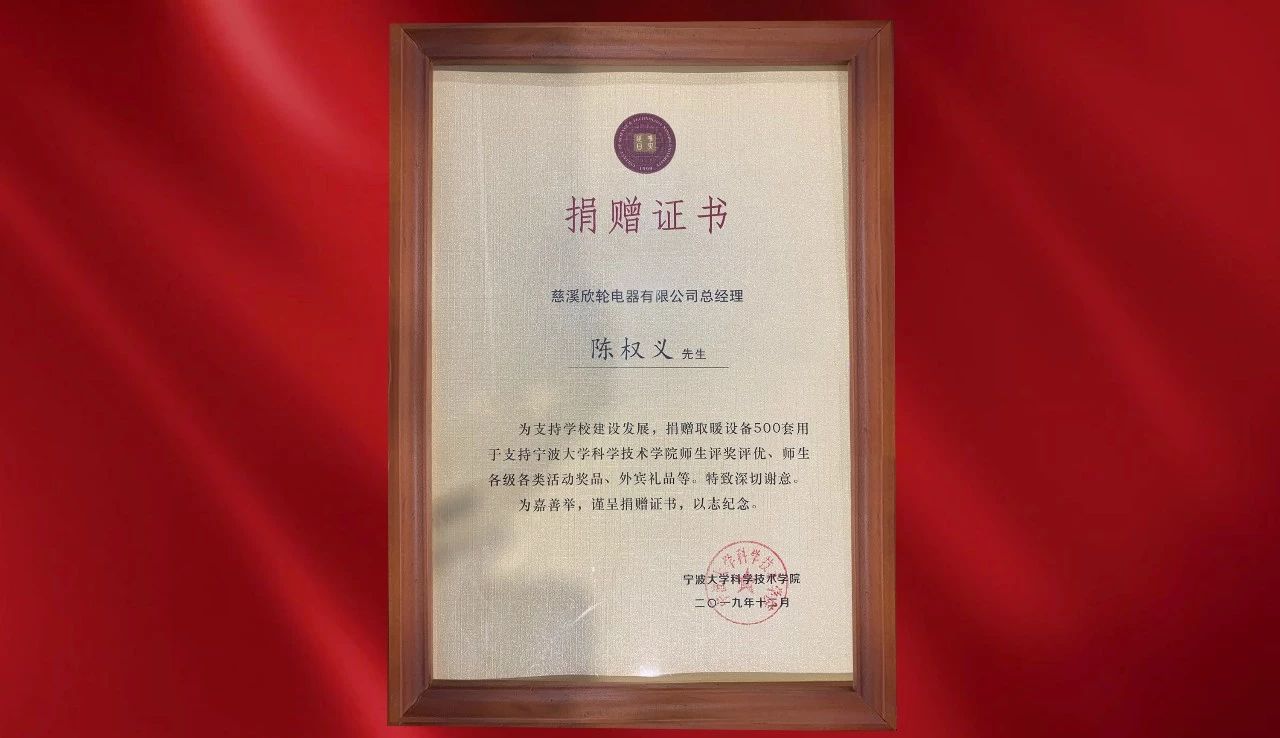 捐赠证书
慈溪欣轮电器有限公司总经理
陈权义 先生
为支持学校建设发展，捐赠取暖设备500套用
于支持宁波大学科学技术学院师生评奖评优、师生
各级各类活动奖品、外宾礼品等。特致深切谢意。
为嘉善举，谨呈捐赠证书，以志纪念。
宁波大学科学技术学院
二〇一九年十 月